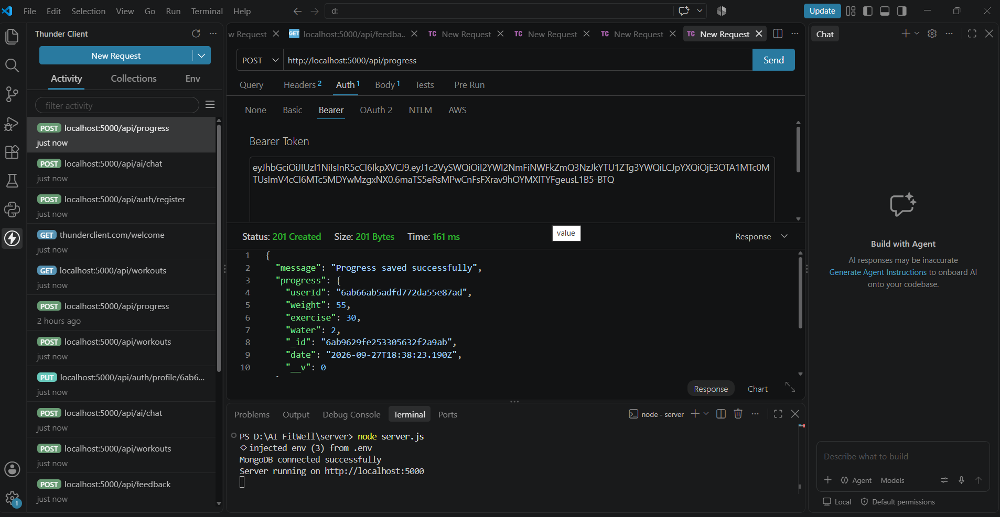 File Edit Selection View Go Run Terminal Help
d:
Update
Thunder Client
New Request
Activity Collections Env
filter activity
POST localhost:5000/api/progress
just now
POST localhost:5000/api/ai/chat
just now
POST localhost:5000/api/auth/register
just now
GET thunderclient.com/welcome
just now
GET localhost:5000/api/workouts
just now
POST localhost:5000/api/progress
2 hours ago
POST localhost:5000/api/workouts
just now
PUT localhost:5000/api/auth/profile/6ab6...
just now
POST localhost:5000/api/ai/chat
just now
POST localhost:5000/api/workouts
just now
POST localhost:5000/api/feedback
just now
1
w Request GET localhost:5000/api/feedba.. TC New Request TC New Request TC New Request TC New Request
POST http://localhost:5000/api/progress Send
Query Headers 2 Auth 1 Body 1 Tests Pre Run
None Basic Bearer OAuth 2 NTLM AWS
Bearer Token
Status: 201 Created Size: 201 Bytes Time: 161 ms value Response
1 {
2 "message": "Progress saved successfully",
3 "progress": {
4 "userId": "6ab66ab5adfd772da55e87ad",
5 "weight": 55,
6 "exercise": 30,
7 "water": 2,
8 "_id": "6ab9629fe253305632f2a9ab",
9 "date": "2026-09-27T18:38:23.190Z",
10 "__v": 0
Response Chart
Problems Output Debug Console Terminal Ports node - server
PS D:\AI FitWell\server> node server.js
◇ injected env (3) from .env
MongoDB connected successfully
Server running on http://localhost:5000
Chat
Build with Agent
AI responses may be inaccurate
Generate Agent Instructions to onboard AI
onto your codebase.
Describe what to build
Agent Models
Local Default permissions